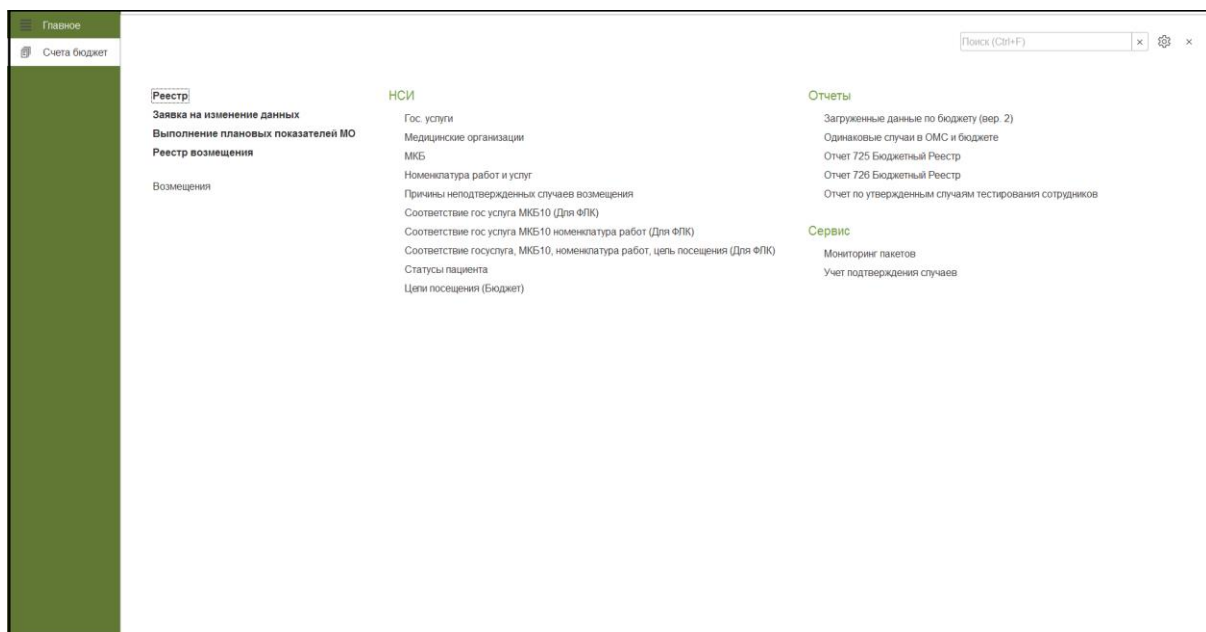 Главное
Счета бюджет
Поиск (Ctrl+F)
Реестр
Заявка на изменение данных
Выполнение плановых показателей МО
Реестр возмещения
Возмещения
НСИ
Гос. услуги
Медицинские организации
МКБ
Номенклатура работ и услуг
Причины неподтвержденных случаев возмещения
Соответствие гос услуга МКБ10 (Для ФЛК)
Соответствие гос услуга МКБ10 номенклатура работ (Для ФЛК)
Соответствие госуслуга, МКБ10, номенклатура работ, цель посещения (Для ФЛК)
Статусы пациента
Цели посещения (Бюджет)
Отчеты
Загруженные данные по бюджету (вер. 2)
Одинаковые случаи в ОМС и бюджете
Отчет 725 Бюджетный Реестр
Отчет 726 Бюджетный Реестр
Отчет по утвержденным случаям тестирования сотрудников
Сервис
Мониторинг пакетов
Учет подтверждения случаев